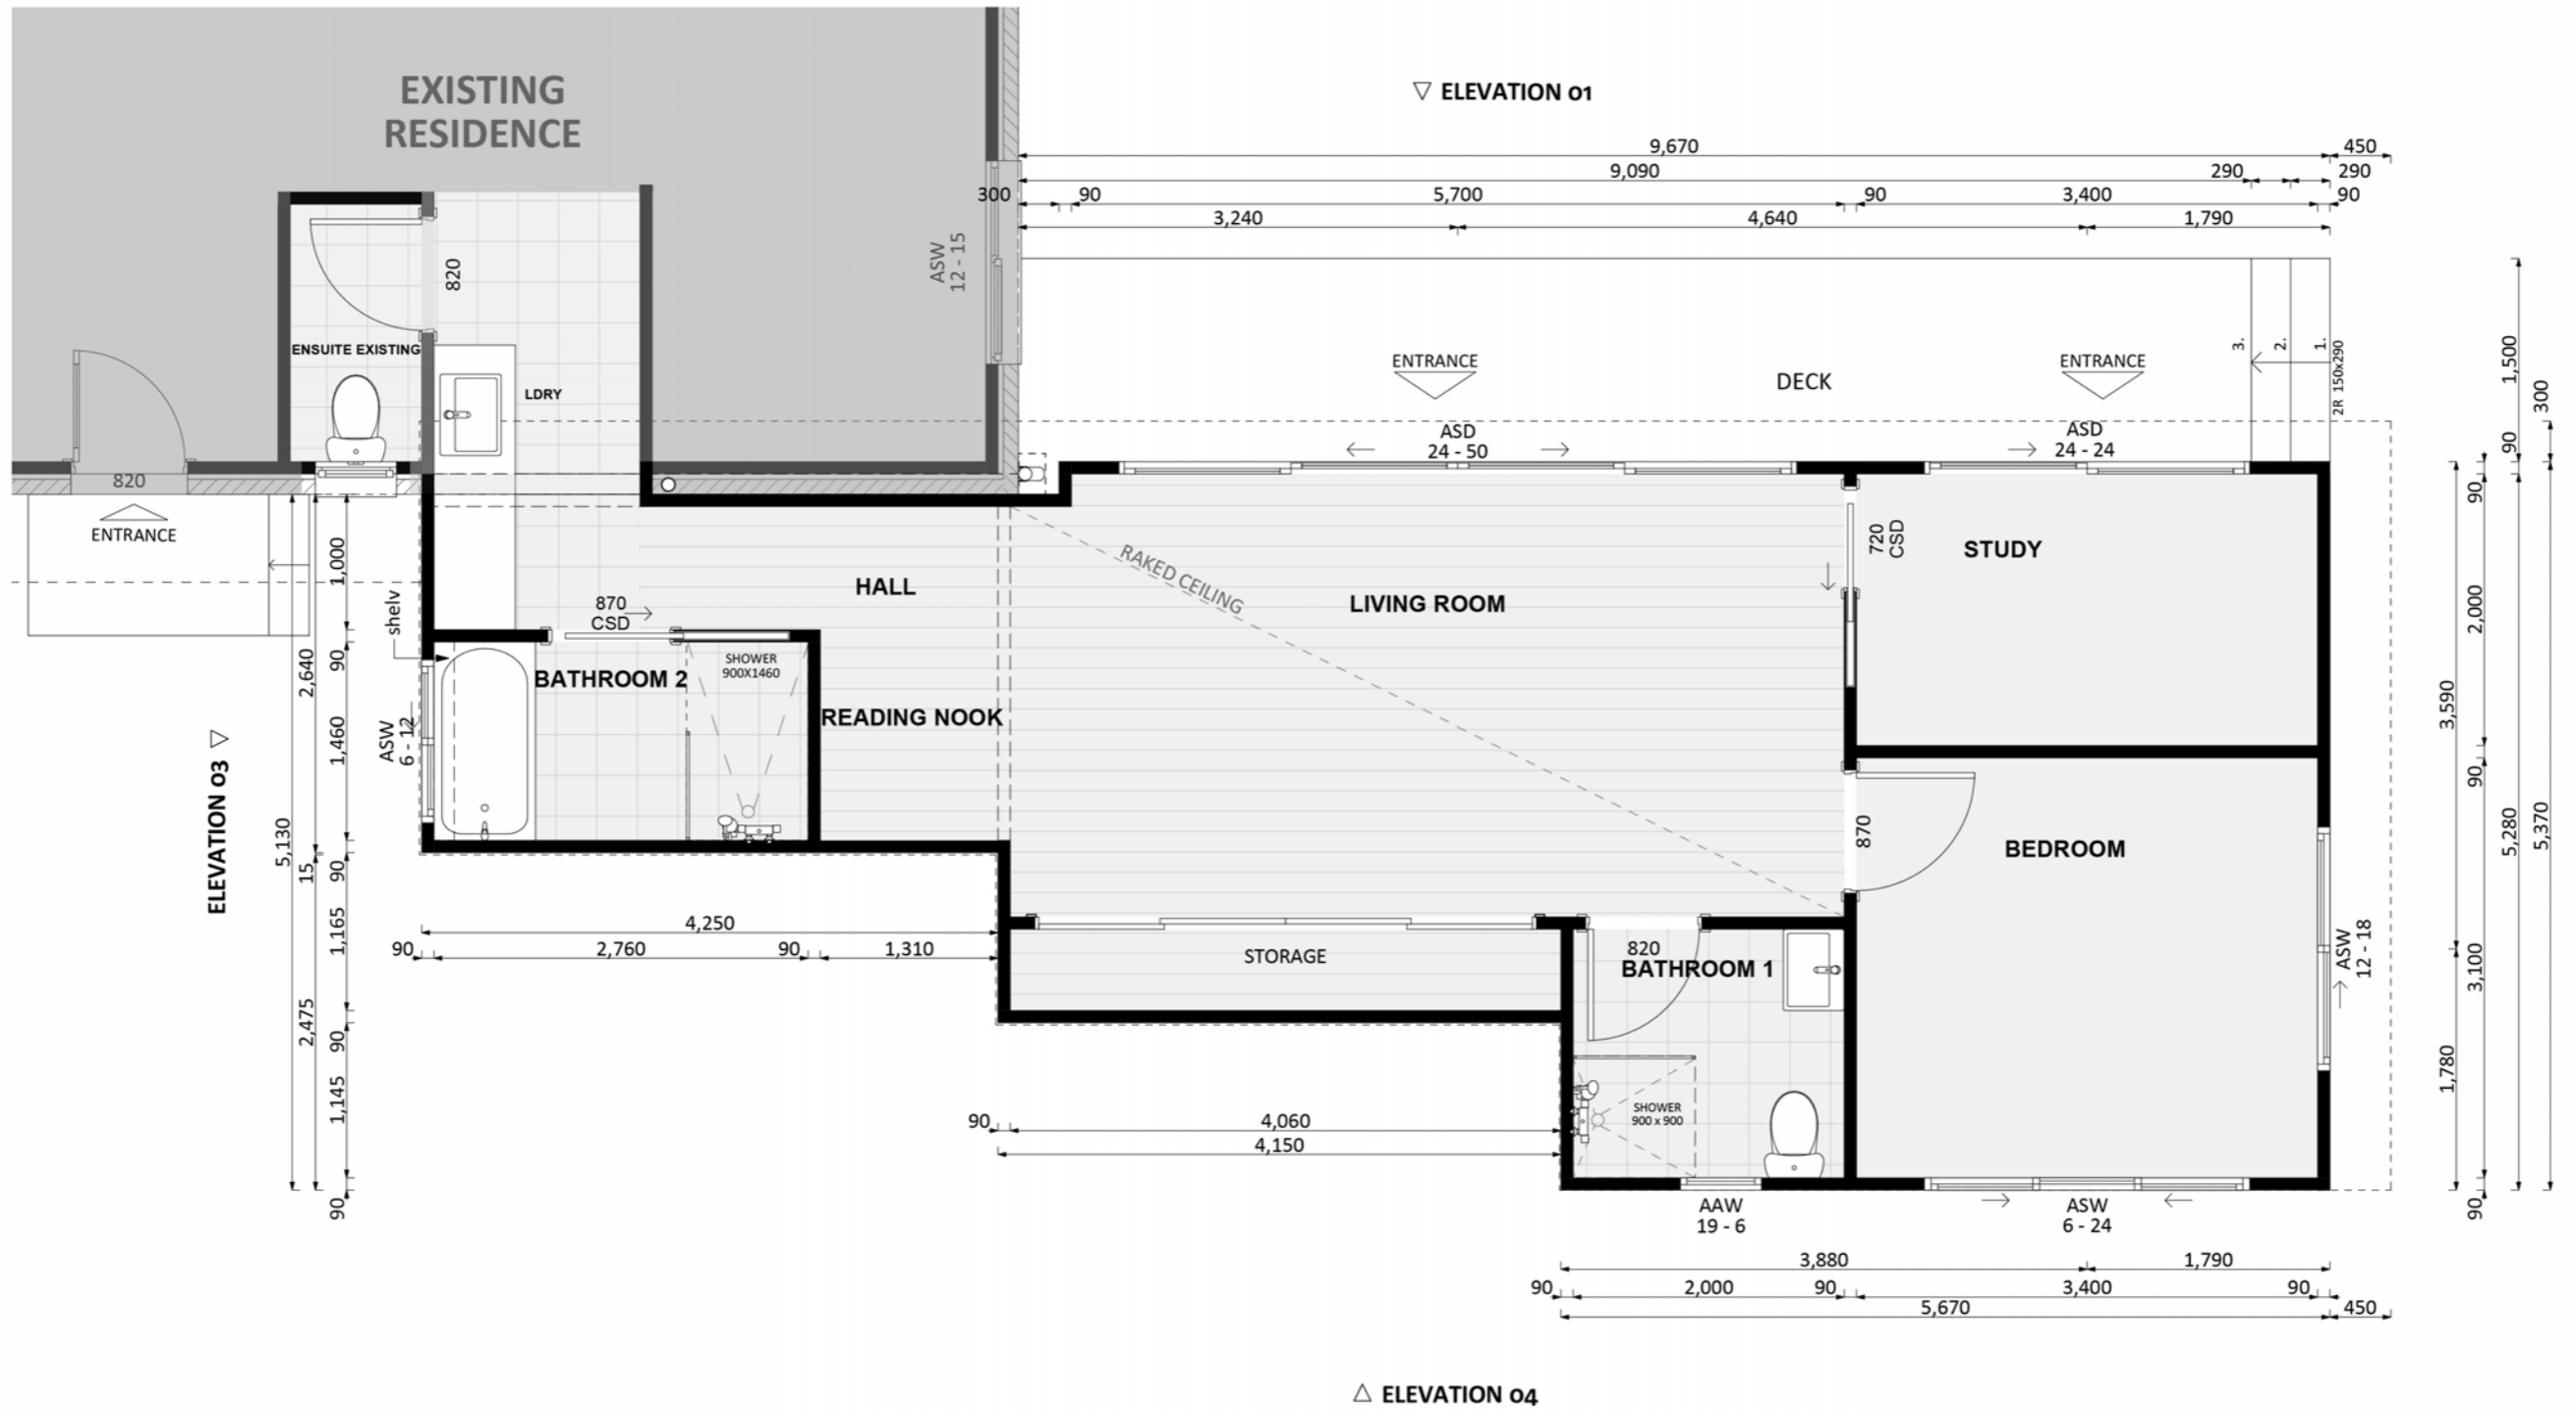 EXISTING
RESIDENCE
▽ ELEVATION 01
9,670
450
9,090
290
290
300
90
5,700
90
3,400
90
3,240
4,640
1,790
ASW
12 - 15
820
ENSUITE EXISTING
LDRY
ENTRANCE
DECK
ENTRANCE
3.
2.
1.
2R 150x290
1,500
300
ASD
24 - 50
ASD
24 - 24
820
ENTRANCE
90
90
720
CSD
STUDY
RAKED CEILING
HALL
LIVING ROOM
870
CSD
shelv
1,000
2,000
2,640
90
SHOWER
900X1460
BATHROOM 2
READING NOOK
3,590
ASW
6 - 12
1,460
ELEVATION 03 ▽
90
5,130
15
90
870
BEDROOM
5,280
5,370
4,250
90
2,760
90
1,310
1,165
STORAGE
820
BATHROOM 1
ASW
12 - 18
3,100
2,475
90
1,780
1,145
90
4,060
4,150
SHOWER
900 x 900
90
90
AAW
19 - 6
ASW
6 - 24
3,880
1,790
90
2,000
90
3,400
90
5,670
450
△ ELEVATION 04